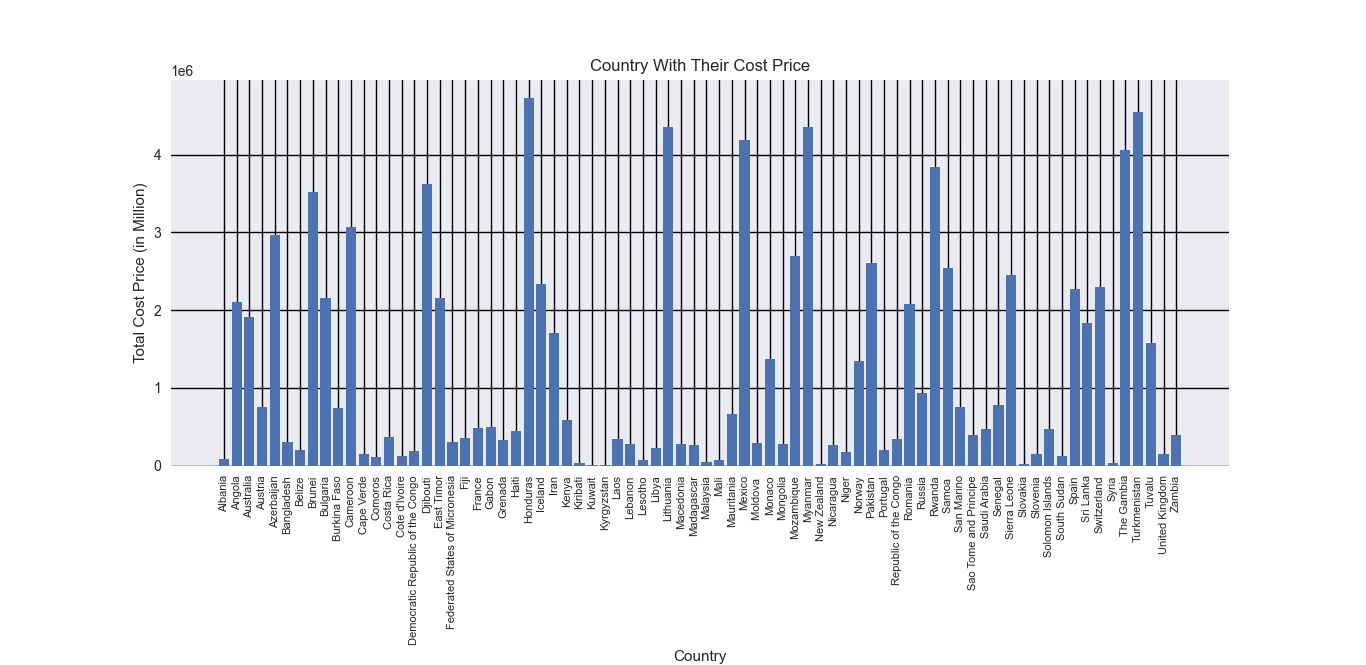 Country With Their Cost Price
1e6
Total Cost Price (in Million)
4
3
2
1
0
Albania
Angola
Australia
Austria
Azerbaijan
Bangladesh
Belize
Brunei
Bulgaria
Burkina Faso
Cameroon
Cape Verde
Comoros
Costa Rica
Cote d'Ivoire
Democratic Republic of the Congo
Djibouti
East Timor
Federated States of Micronesia
Fiji
France
Gabon
Grenada
Haiti
Honduras
Iceland
Iran
Kenya
Kiribati
Kuwait
Kyrgyzstan
Laos
Lebanon
Lesotho
Libya
Lithuania
Macedonia
Madagascar
Malaysia
Mali
Mauritania
Mexico
Moldova
Monaco
Mongolia
Mozambique
Myanmar
New Zealand
Nicaragua
Niger
Norway
Pakistan
Portugal
Republic of the Congo
Romania
Russia
Rwanda
Samoa
San Marino
Sao Tome and Principe
Saudi Arabia
Senegal
Sierra Leone
Slovakia
Slovenia
Solomon Islands
South Sudan
Spain
Sri Lanka
Switzerland
Syria
The Gambia
Turkmenistan
Tuvalu
United Kingdom
Zambia
Country